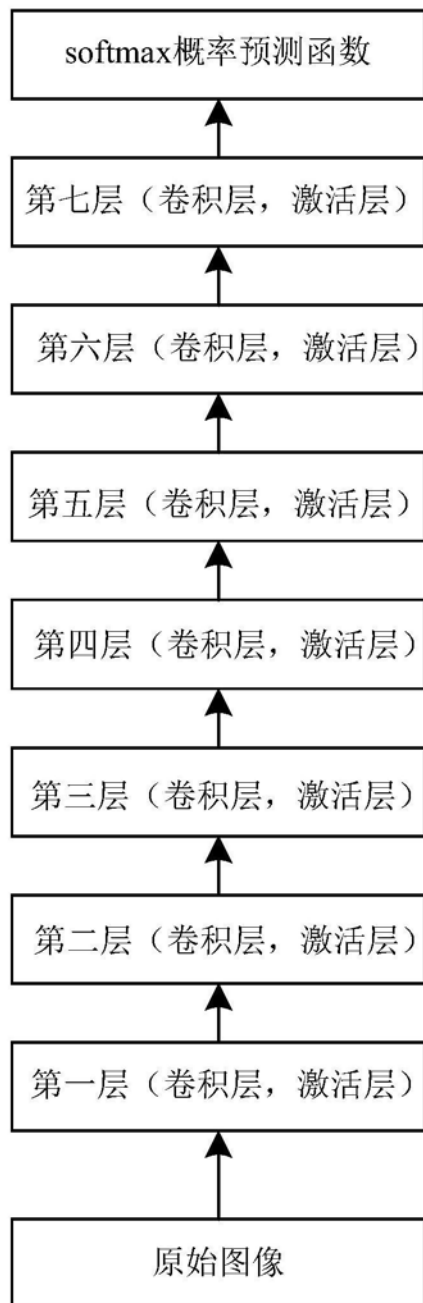 softmax概率预测函数
第七层（卷积层，激活层）
第六层（卷积层，激活层）
第五层（卷积层，激活层）
第四层（卷积层，激活层）
第三层（卷积层，激活层）
第二层（卷积层，激活层）
第一层（卷积层，激活层）
原始图像